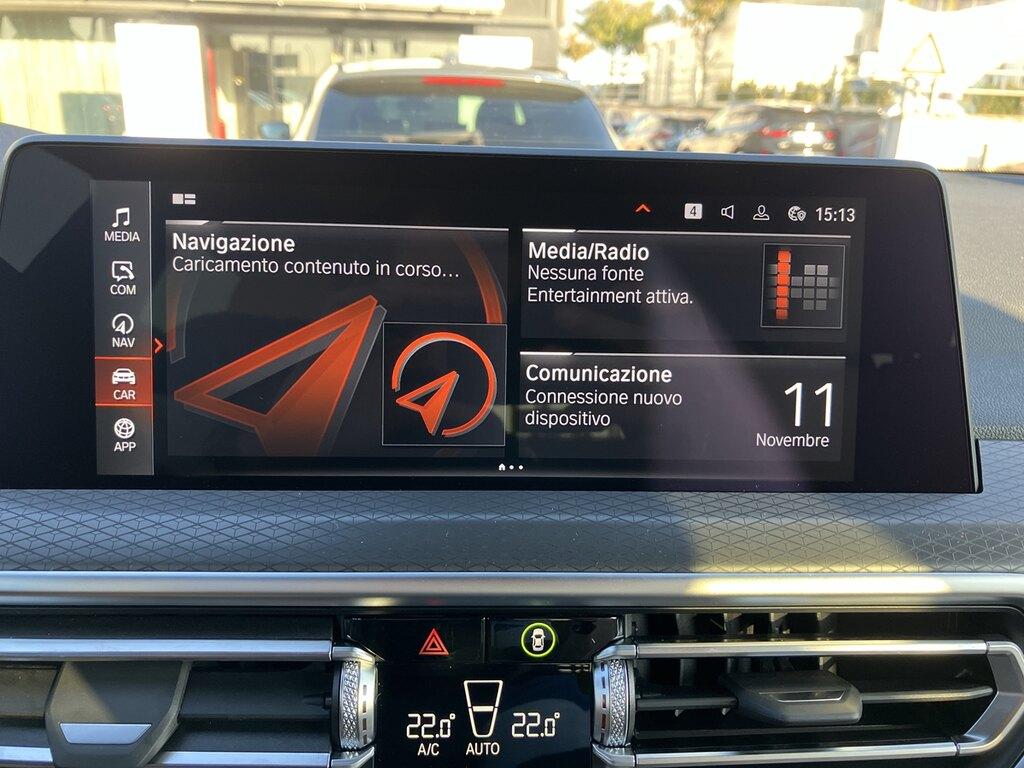 MEDIA
COM
NAV
CAR
APP
4
15:13
Navigazione
Caricamento contenuto in corso...
Media/Radio
Nessuna fonte
Entertainment attiva.
Comunicazione
Connessione nuovo
dispositivo
11
Novembre
22.0°
A/C
AUTO
22.0°